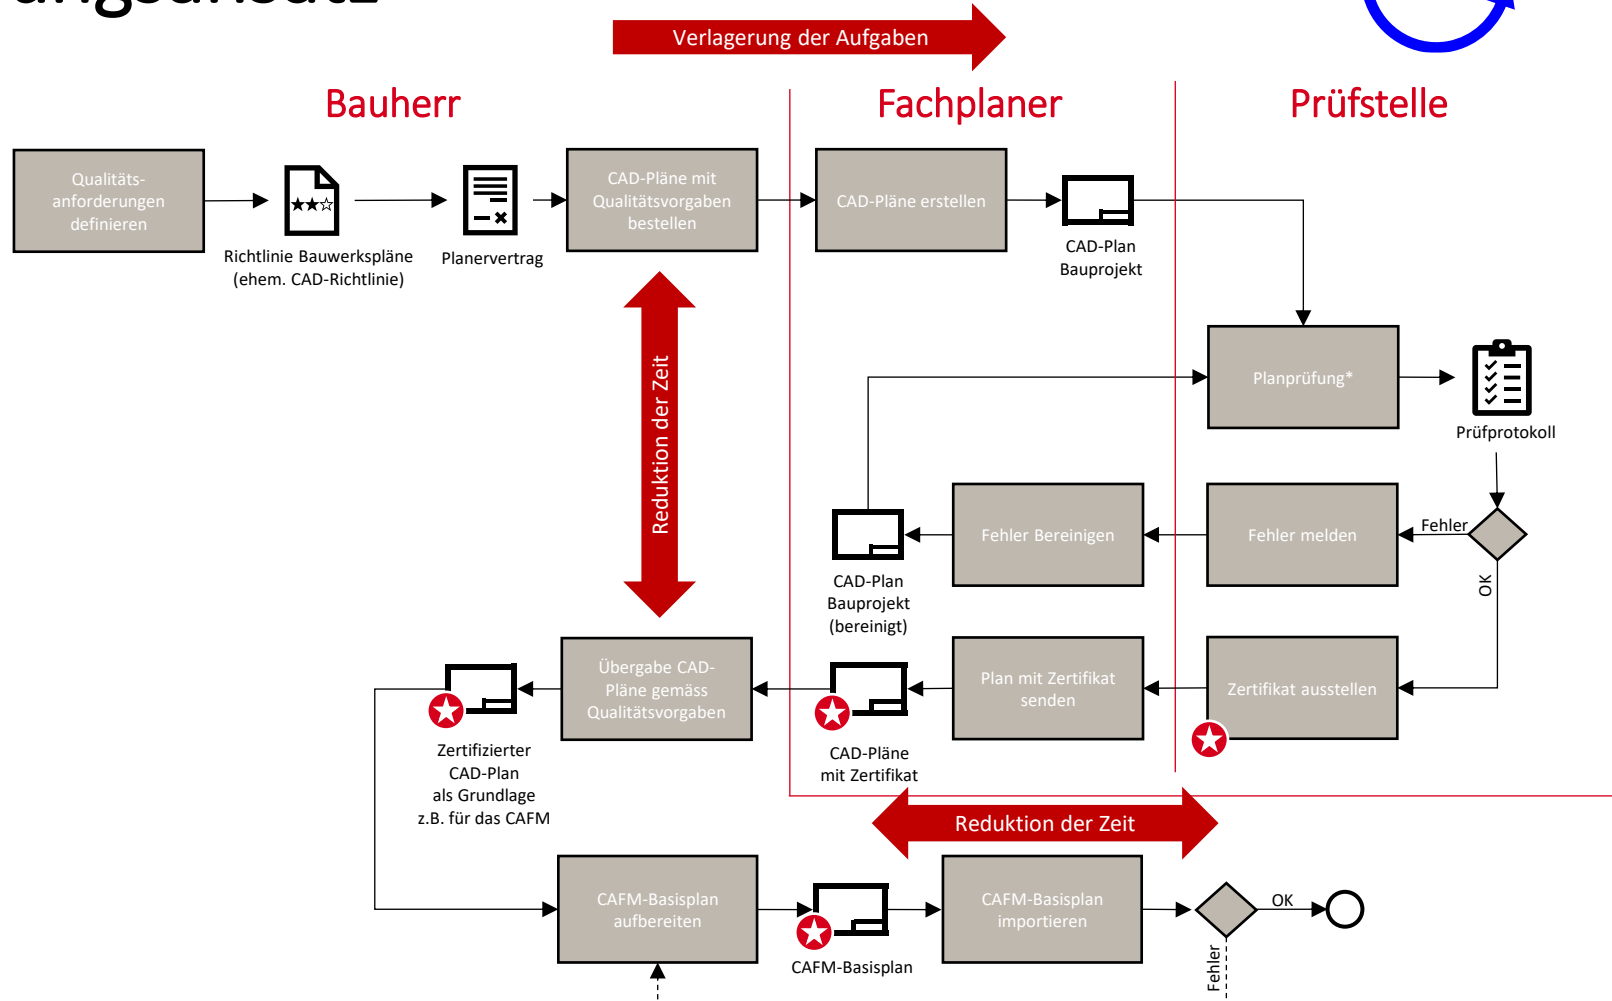 Verlagerung der Aufgaben
Bauherr
Fachplaner
Prüfstelle
Qualitäts-
anforderungen
definieren
Richtlinie Bauwerkspläne
(ehem. CAD-Richtlinie)
Planervertrag
CAD-Pläne mit
Qualitätsvorgaben
bestellen
CAD-Pläne erstellen
CAD-Plan
Bauprojekt
Reduktion der Zeit
Planprüfung*
Prüfprotokoll
Fehler
OK
Fehler melden
Fehler Bereinigen
CAD-Plan
Bauprojekt
(bereinigt)
Zertifikat ausstellen
Plan mit Zertifikat
senden
CAD-Pläne
mit Zertifikat
Übergabe CAD-
Pläne gemäss
Qualitätsvorgaben
Zertifizierter
CAD-Plan
als Grundlage
z.B. für das CAFM
Reduktion der Zeit
CAFM-Basisplan
aufbereiten
CAFM-Basisplan
CAFM-Basisplan
importieren
OK
Fehler